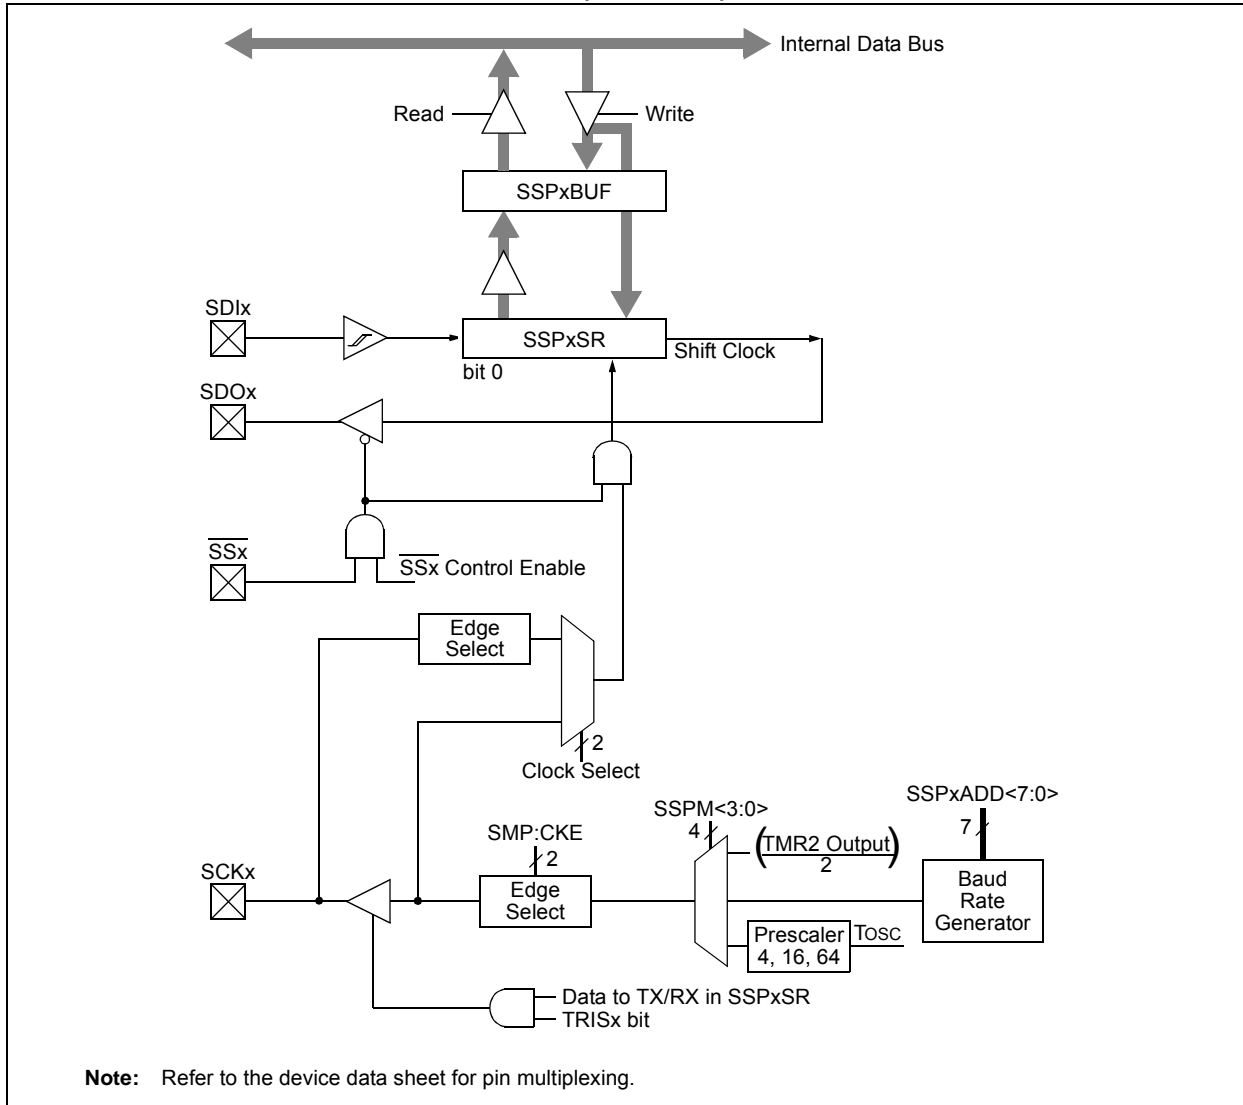 Internal Data Bus
Read
Write
SSPxBUF
SDIx
SSPxSR
Shift Clock
bit 0
SDOx
SSx
SSx Control Enable
Edge
Select
2
Clock Select
SSPxADD<7:0>
SSPM<3:0>
7
4
(TMR2 Output)
2
SMP:CKE
2
SCKx
Edge
Select
Baud
Rate
Generator
Prescaler
4, 16, 64
TOSC
Data to TX/RX in SSPxSR
TRISx bit
Note: Refer to the device data sheet for pin multiplexing.